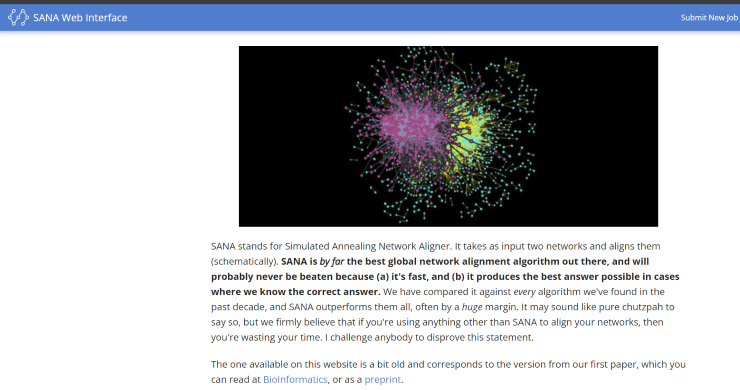 SANA Web Interface
Submit New Job
SANA stands for Simulated Annealing Network Aligner. It takes as input two networks and aligns them
(schematically). SANA is by far the best global network alignment algorithm out there, and will
probably never be beaten because (a) it's fast, and (b) it produces the best answer possible in cases
where we know the correct answer. We have compared it against every algorithm we've found in the
past decade, and SANA outperforms them all, often by a huge margin. It may sound like pure chutzpah to
say so, but we firmly believe that if you're using anything other than SANA to align your networks, then
you're wasting your time. I challenge anybody to disprove this statement.
The one available on this website is a bit old and corresponds to the version from our first paper, which you
can read at BioInformatics, or as a preprint.